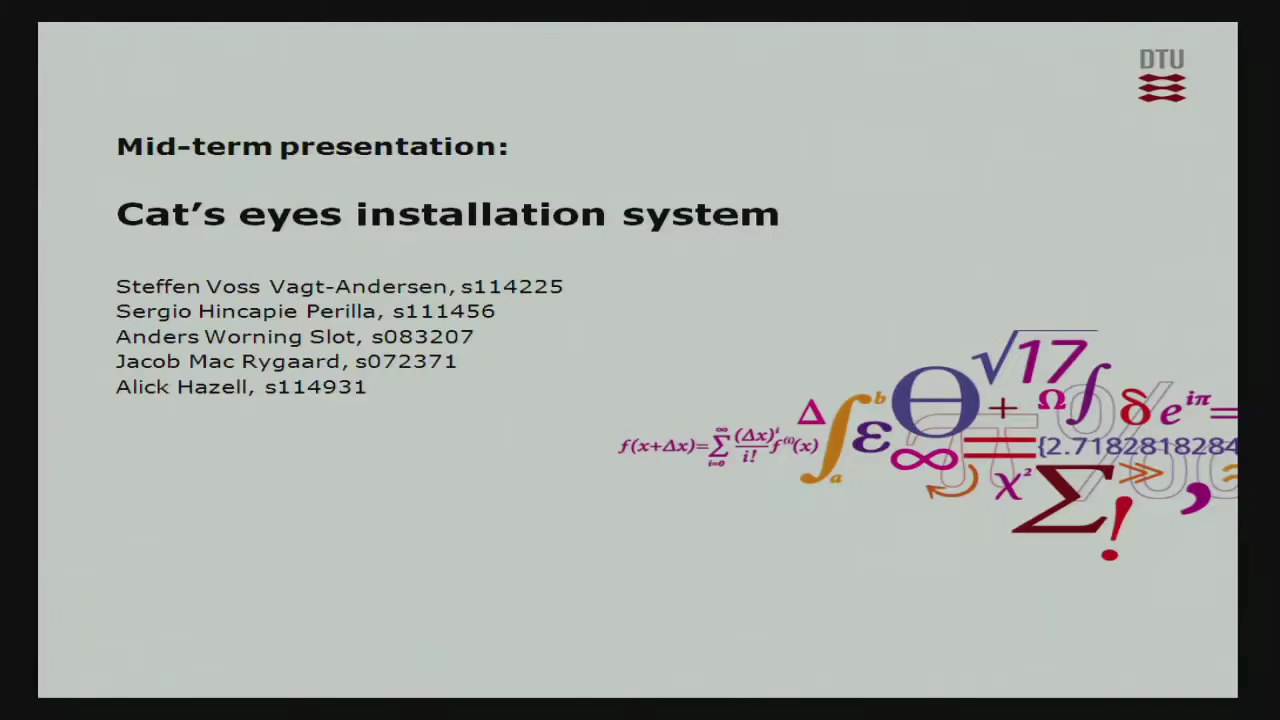 DTU
Mid-term presentation:
Cat's eyes installation system
Steffen Voss Vagt-Andersen, s114225
Sergio Hincapie Perilla, s111456
Anders Worning Slot, s083207
Jacob Mac Rygaard, s072371
Alick Hazell, s114931
f(x+Δx)=∑ i=0 ∞ (Δx)^i / i! f^(i)(x)
Δ ∫ a b ε Θ √17 + Ω ∫ δ e^iπ =
∞ = {2.7182818284
χ² Σ ≫ , !